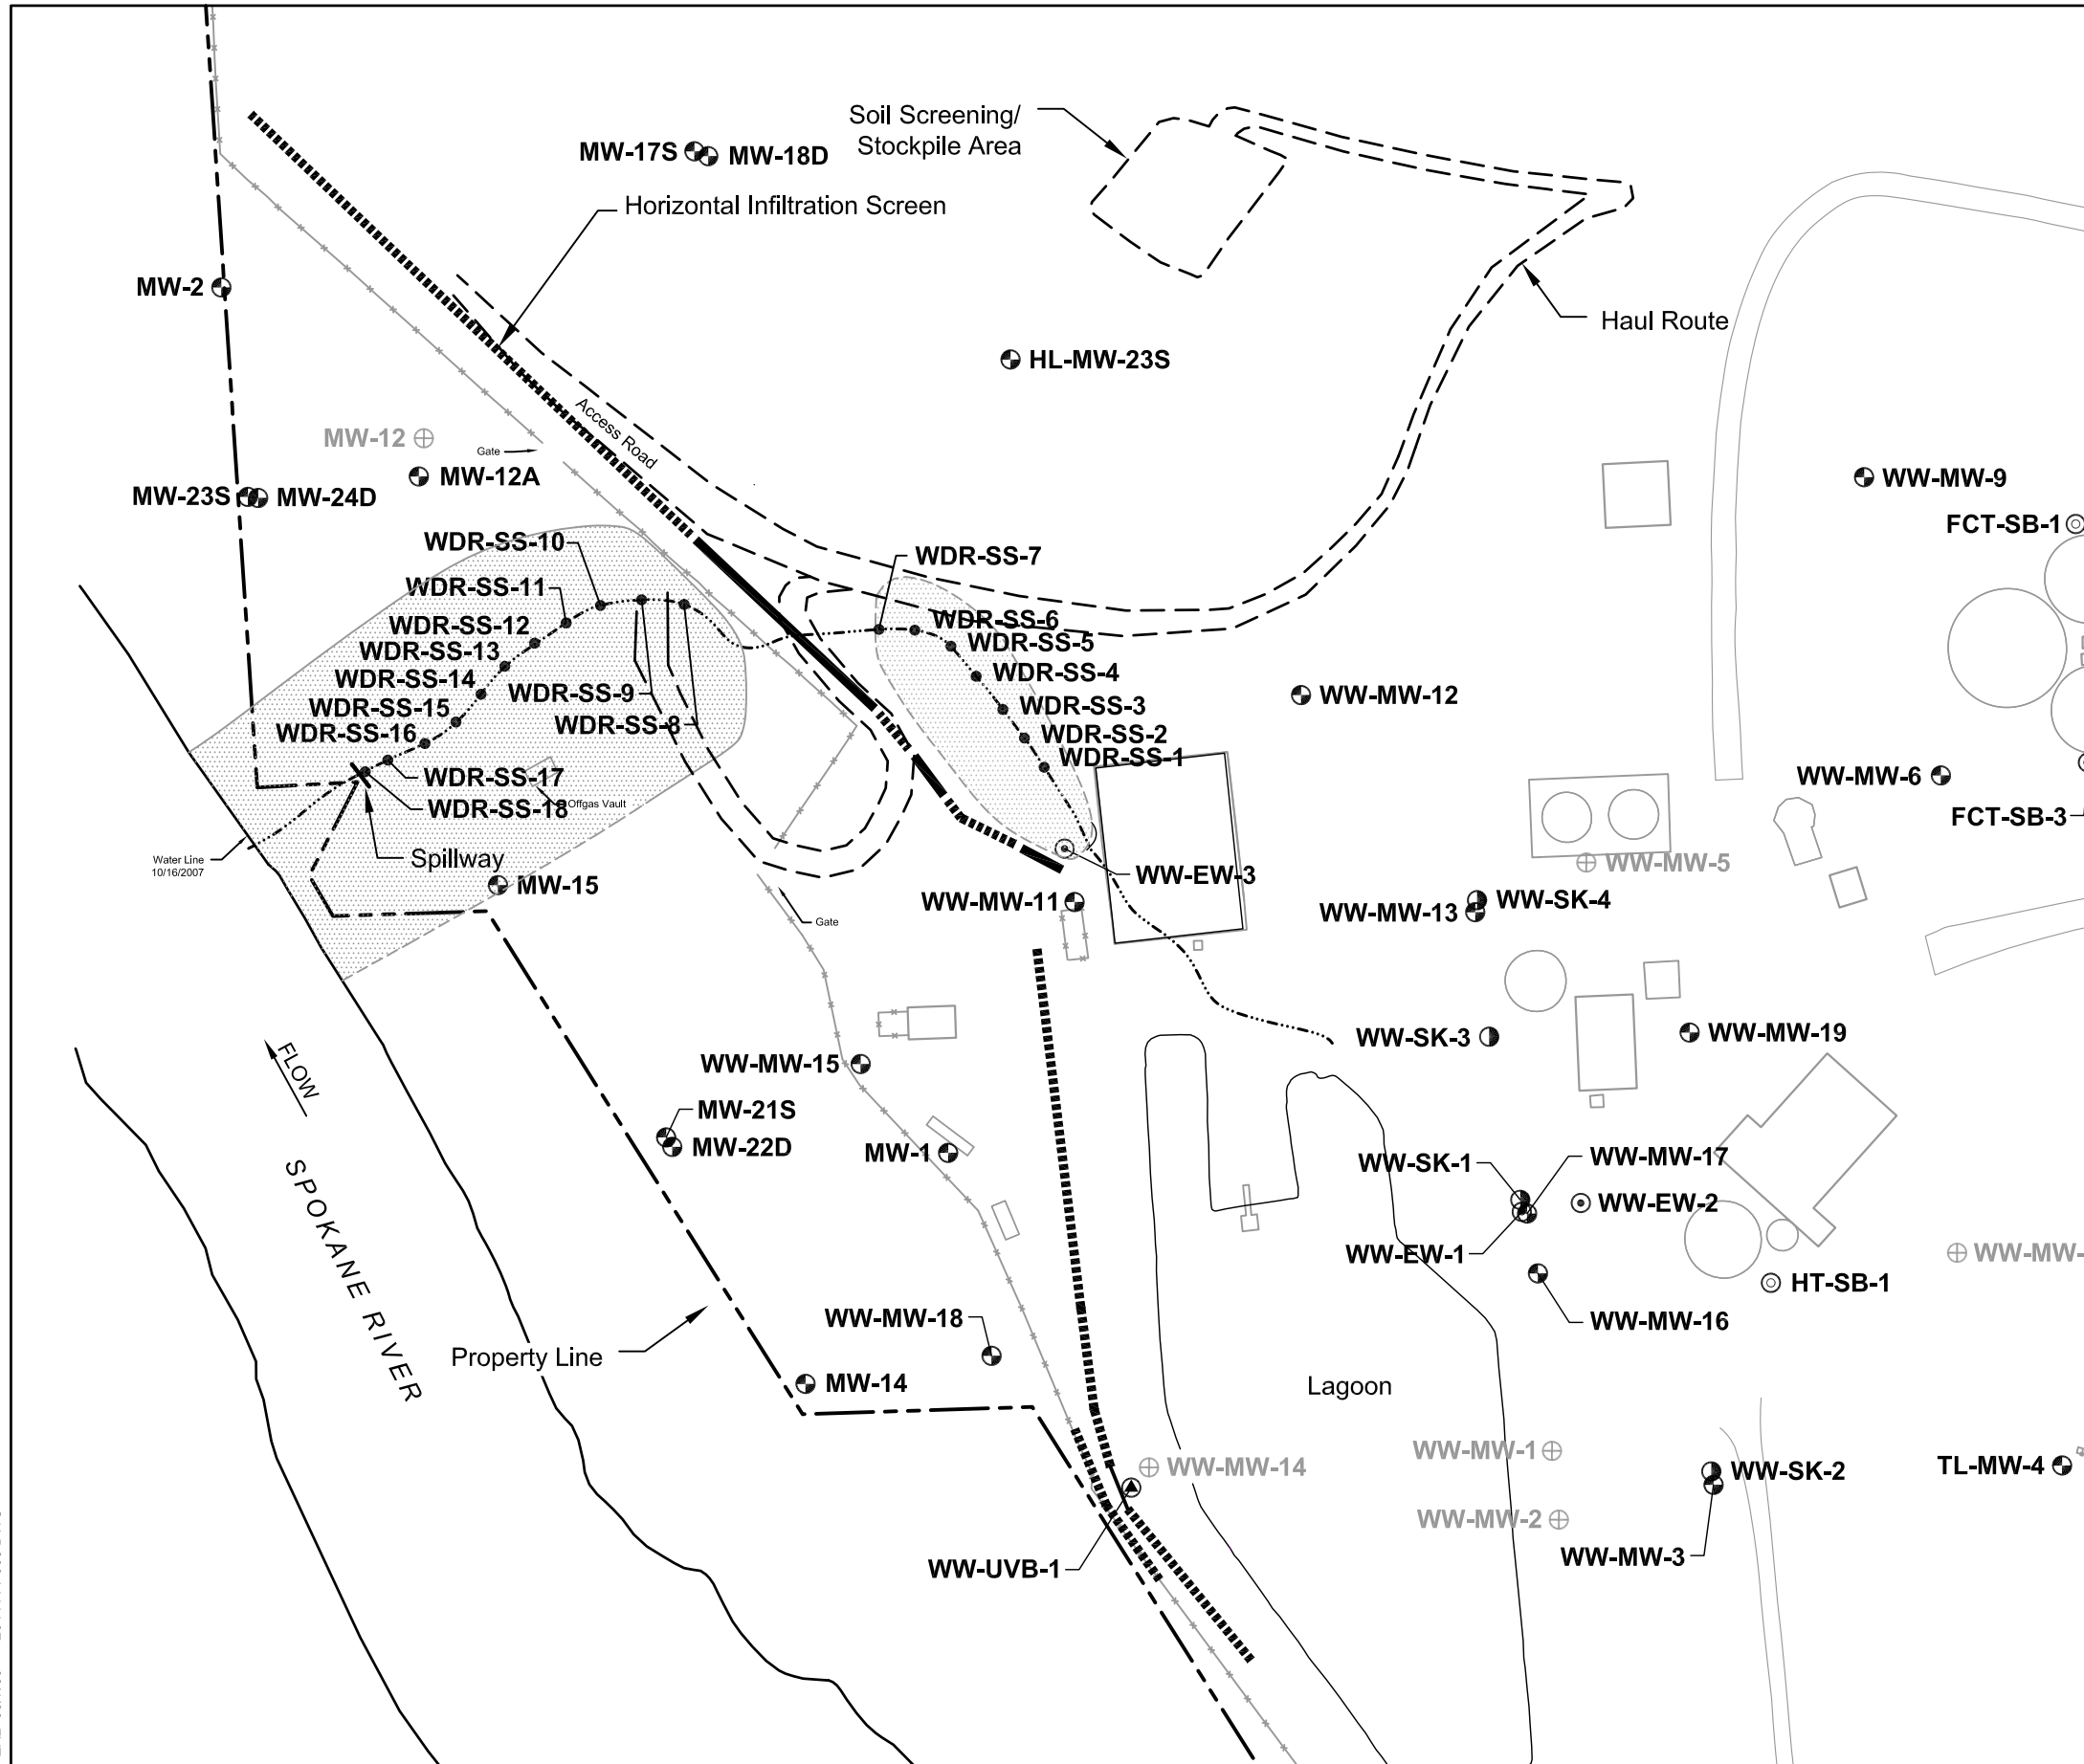 Soil Screening/
Stockpile Area
MW-17S
MW-18D
Horizontal Infiltration Screen
MW-2
Haul Route
HL-MW-23S
Access Road
MW-12
Gate
MW-12A
WW-MW-9
MW-23S
MW-24D
FCT-SB-1
WDR-SS-10
WDR-SS-7
WDR-SS-11
WDR-SS-6
WDR-SS-12
WDR-SS-5
WDR-SS-13
WDR-SS-4
WDR-SS-14
WDR-SS-9
WW-MW-12
WDR-SS-15
WDR-SS-3
WDR-SS-8
WDR-SS-16
WDR-SS-2
WDR-SS-1
WDR-SS-17
WW-MW-6
Offgas Vault
WDR-SS-18
FCT-SB-3
Water Line
10/16/2007
Spillway
WW-MW-5
WW-EW-3
MW-15
WW-MW-11
WW-SK-4
WW-MW-13
Gate
WW-SK-3
WW-MW-19
FLOW
WW-MW-15
MW-21S
MW-22D
MW-1
WW-SK-1
WW-MW-17
WW-EW-2
SPOKANE RIVER
WW-EW-1
WW-MW-
HT-SB-1
WW-MW-18
WW-MW-16
Property Line
MW-14
Lagoon
WW-MW-1
WW-MW-14
WW-SK-2
TL-MW-4
WW-MW-2
WW-MW-3
WW-UVB-1